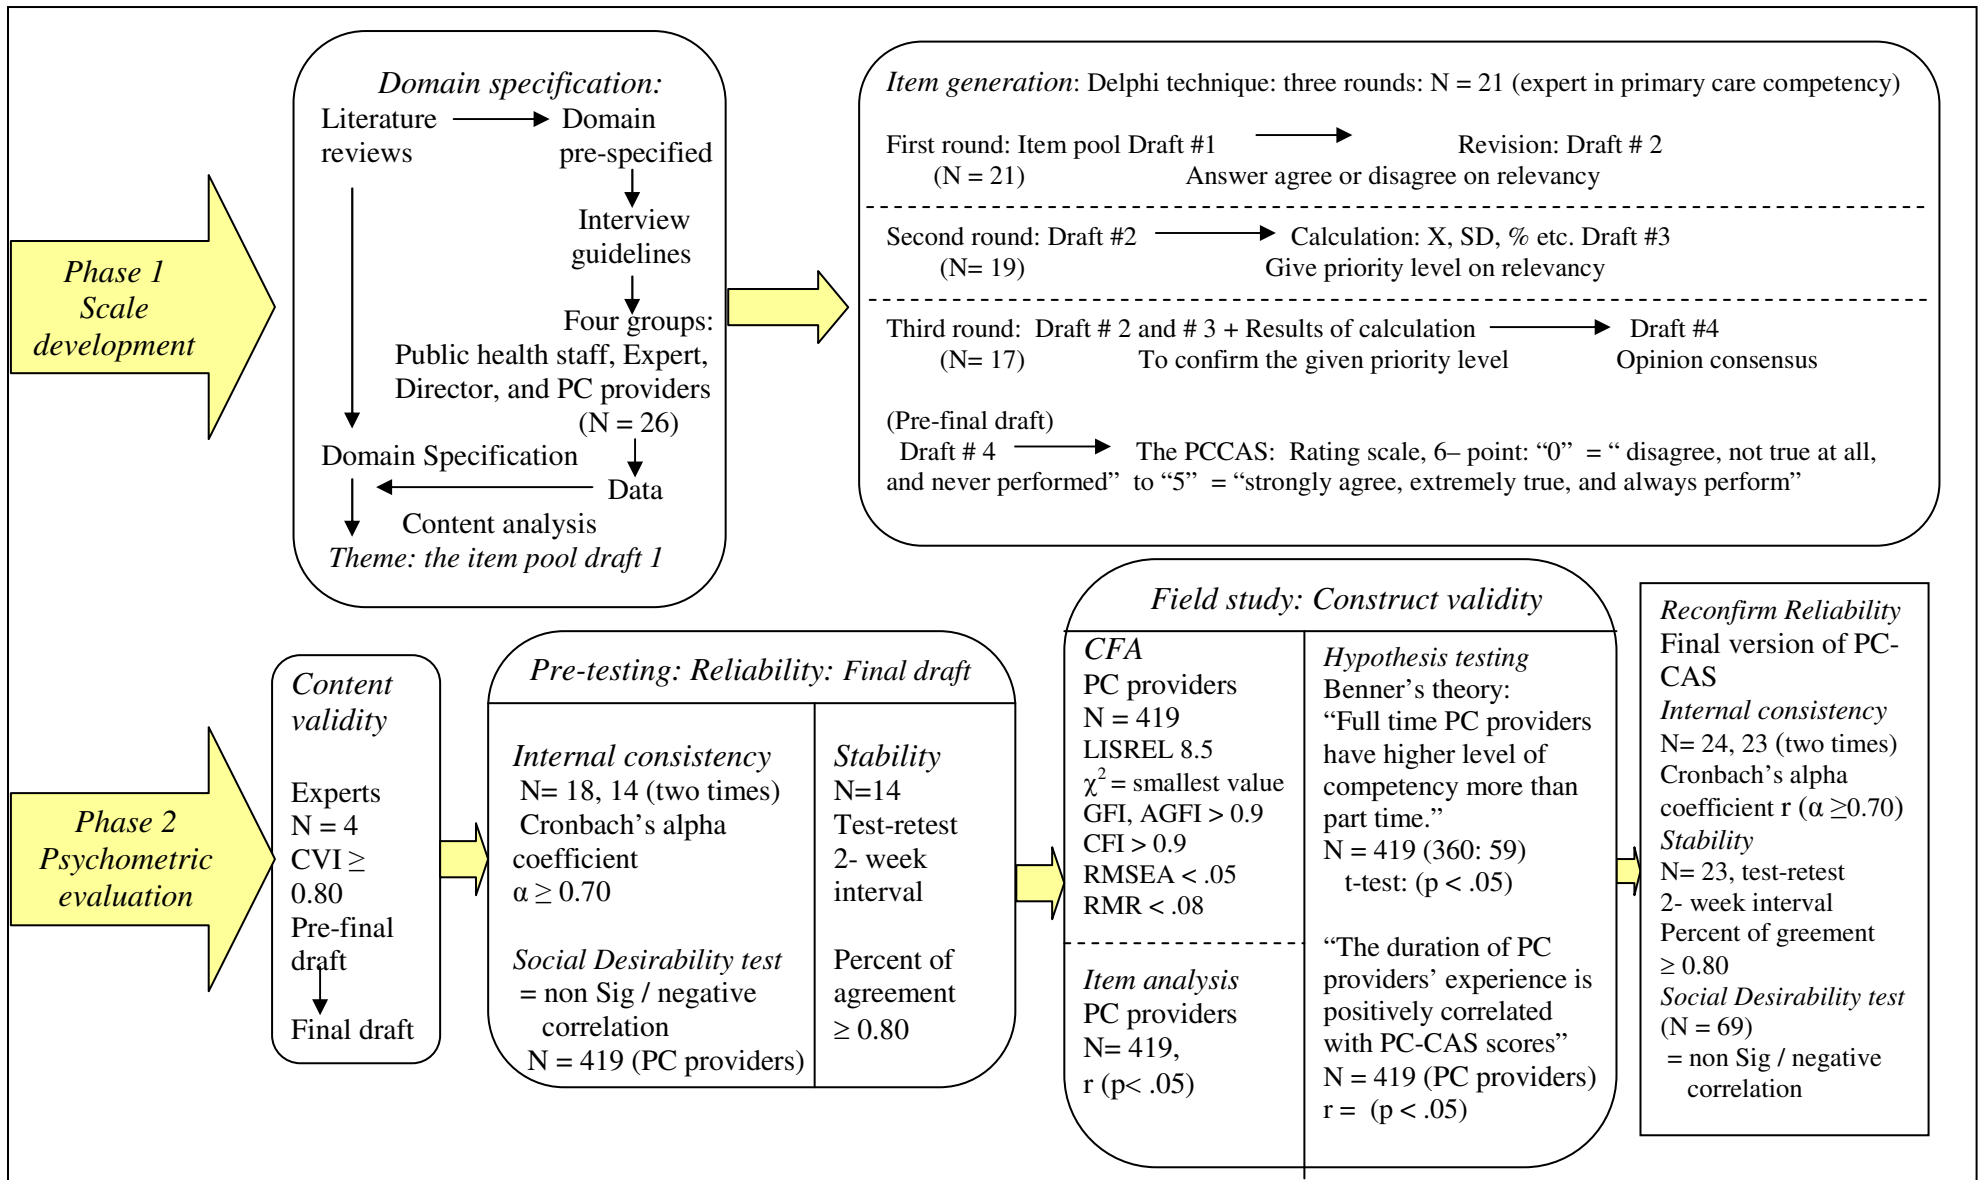 Phase 1
Scale
development
Domain specification:
Literature
reviews
Domain
pre-specified
Interview
guidelines
Four groups:
Public health staff, Expert,
Director, and PC providers
(N = 26)
Domain Specification
Data
Content analysis
Theme: the item pool draft 1
Item generation: Delphi technique: three rounds: N = 21 (expert in primary care competency)
First round: Item pool Draft #1 Revision: Draft # 2
(N = 21) Answer agree or disagree on relevancy
Second round: Draft #2 Calculation: X, SD, % etc. Draft #3
(N= 19) Give priority level on relevancy
Third round: Draft # 2 and # 3 + Results of calculation Draft #4
(N= 17) To confirm the given priority level Opinion consensus
(Pre-final draft)
Draft # 4 The PCCAS: Rating scale, 6– point: “0” = “ disagree, not true at all,
and never performed” to “5” = “strongly agree, extremely true, and always perform”
Phase 2
Psychometric
evaluation
Content
validity
Experts
N = 4
CVI ≥
0.80
Pre-final
draft
Final draft
Pre-testing: Reliability: Final draft
Internal consistency
N= 18, 14 (two times)
Cronbach’s alpha
coefficient
α ≥ 0.70
Social Desirability test
= non Sig / negative
correlation
N = 419 (PC providers)
Stability
N=14
Test-retest
2- week
interval
Percent of
agreement
≥ 0.80
Field study: Construct validity
CFA
PC providers
N = 419
LISREL 8.5
χ² = smallest value
GFI, AGFI > 0.9
CFI > 0.9
RMSEA < .05
RMR < .08
Item analysis
PC providers
N= 419,
r (p< .05)
Hypothesis testing
Benner’s theory:
“Full time PC providers
have higher level of
competency more than
part time.”
N = 419 (360: 59)
t-test: (p < .05)
“The duration of PC
providers’ experience is
positively correlated
with PC-CAS scores”
N = 419 (PC providers)
r = (p < .05)
Reconfirm Reliability
Final version of PC-
CAS
Internal consistency
N= 24, 23 (two times)
Cronbach’s alpha
coefficient r (α ≥0.70)
Stability
N= 23, test-retest
2- week interval
Percent of greement
≥ 0.80
Social Desirability test
(N = 69)
= non Sig / negative
correlation